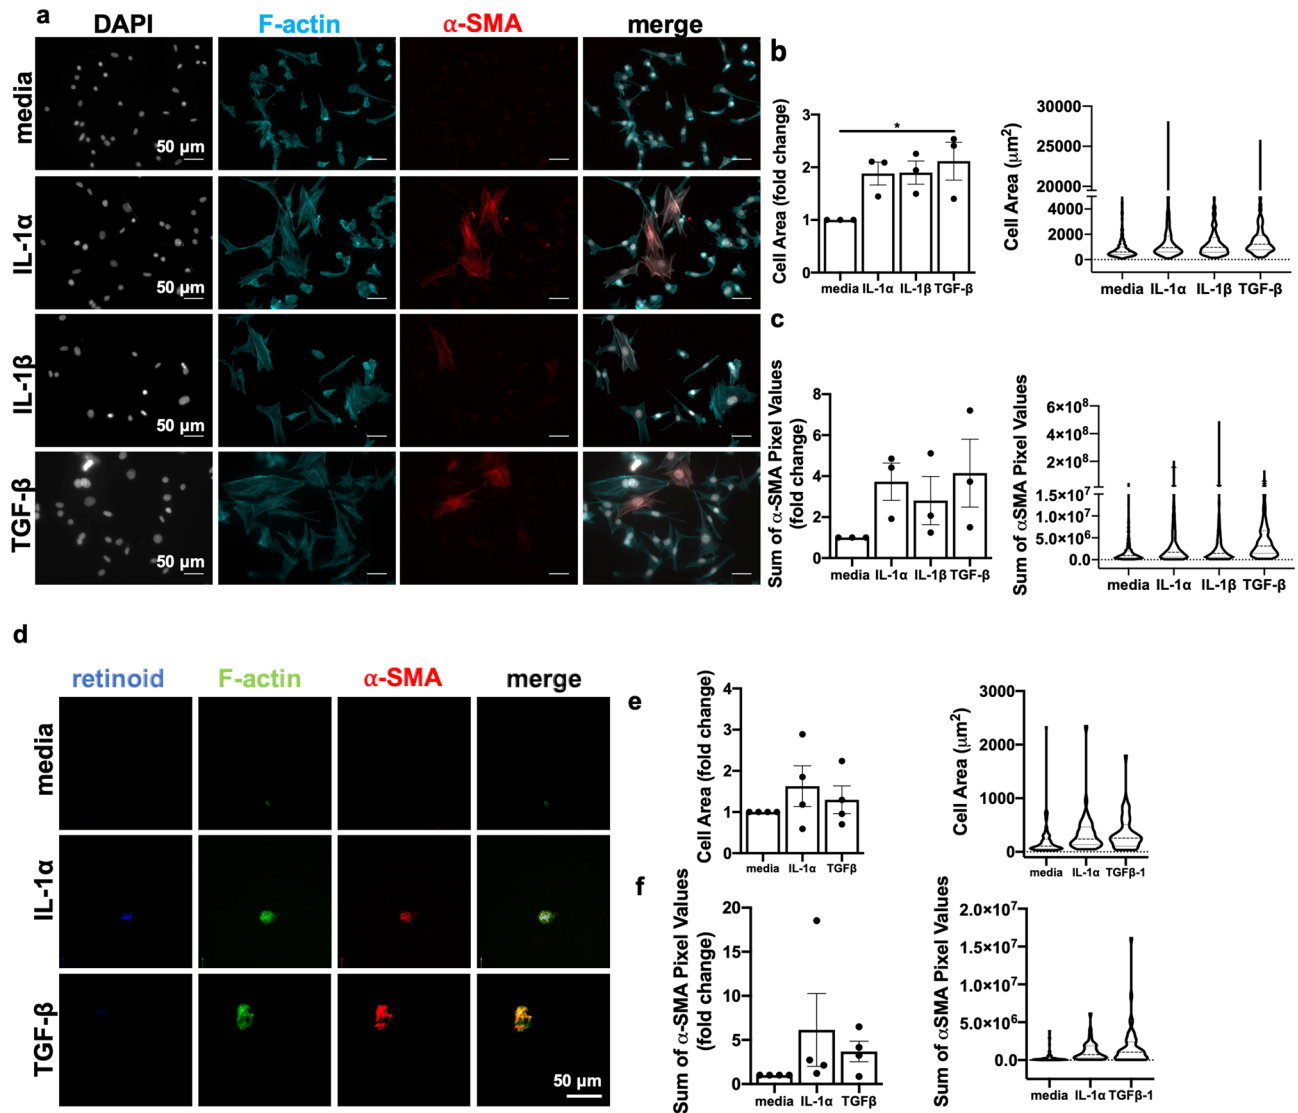 a
DAPI F-actin α-SMA merge
media
50 μm
IL-1α
50 μm
IL-1β
50 μm
TGF-β
50 μm
b
Cell Area (fold change)
3
2
1
0
*
media IL-1α IL-1β TGF-β
Cell Area (μm²)
30000
25000
20000
4000
2000
0
media IL-1α IL-1β TGF-β
c
Sum of α-SMA Pixel Values
(fold change)
8
6
4
2
0
media IL-1α IL-1β TGF-β
Sum of αSMA Pixel Values
6×10⁸
4×10⁸
2×10⁸
1.5×10⁷
1.0×10⁷
5.0×10⁶
0.0
media IL-1α IL-1β TGF-β
d
retinoid F-actin α-SMA merge
media
IL-1α
TGF-β
50 μm
e
Cell Area (fold change)
4
3
2
1
0
media IL-1α TGFβ
Cell Area (μm²)
3000
2000
1000
0
media IL-1α TGFβ-1
f
Sum of α-SMA Pixel Values
(fold change)
20
15
10
5
0
media IL-1α TGFβ
Sum of αSMA Pixel Values
2.0×10⁷
1.5×10⁷
1.0×10⁷
5.0×10⁶
0.0
media IL-1α TGFβ-1